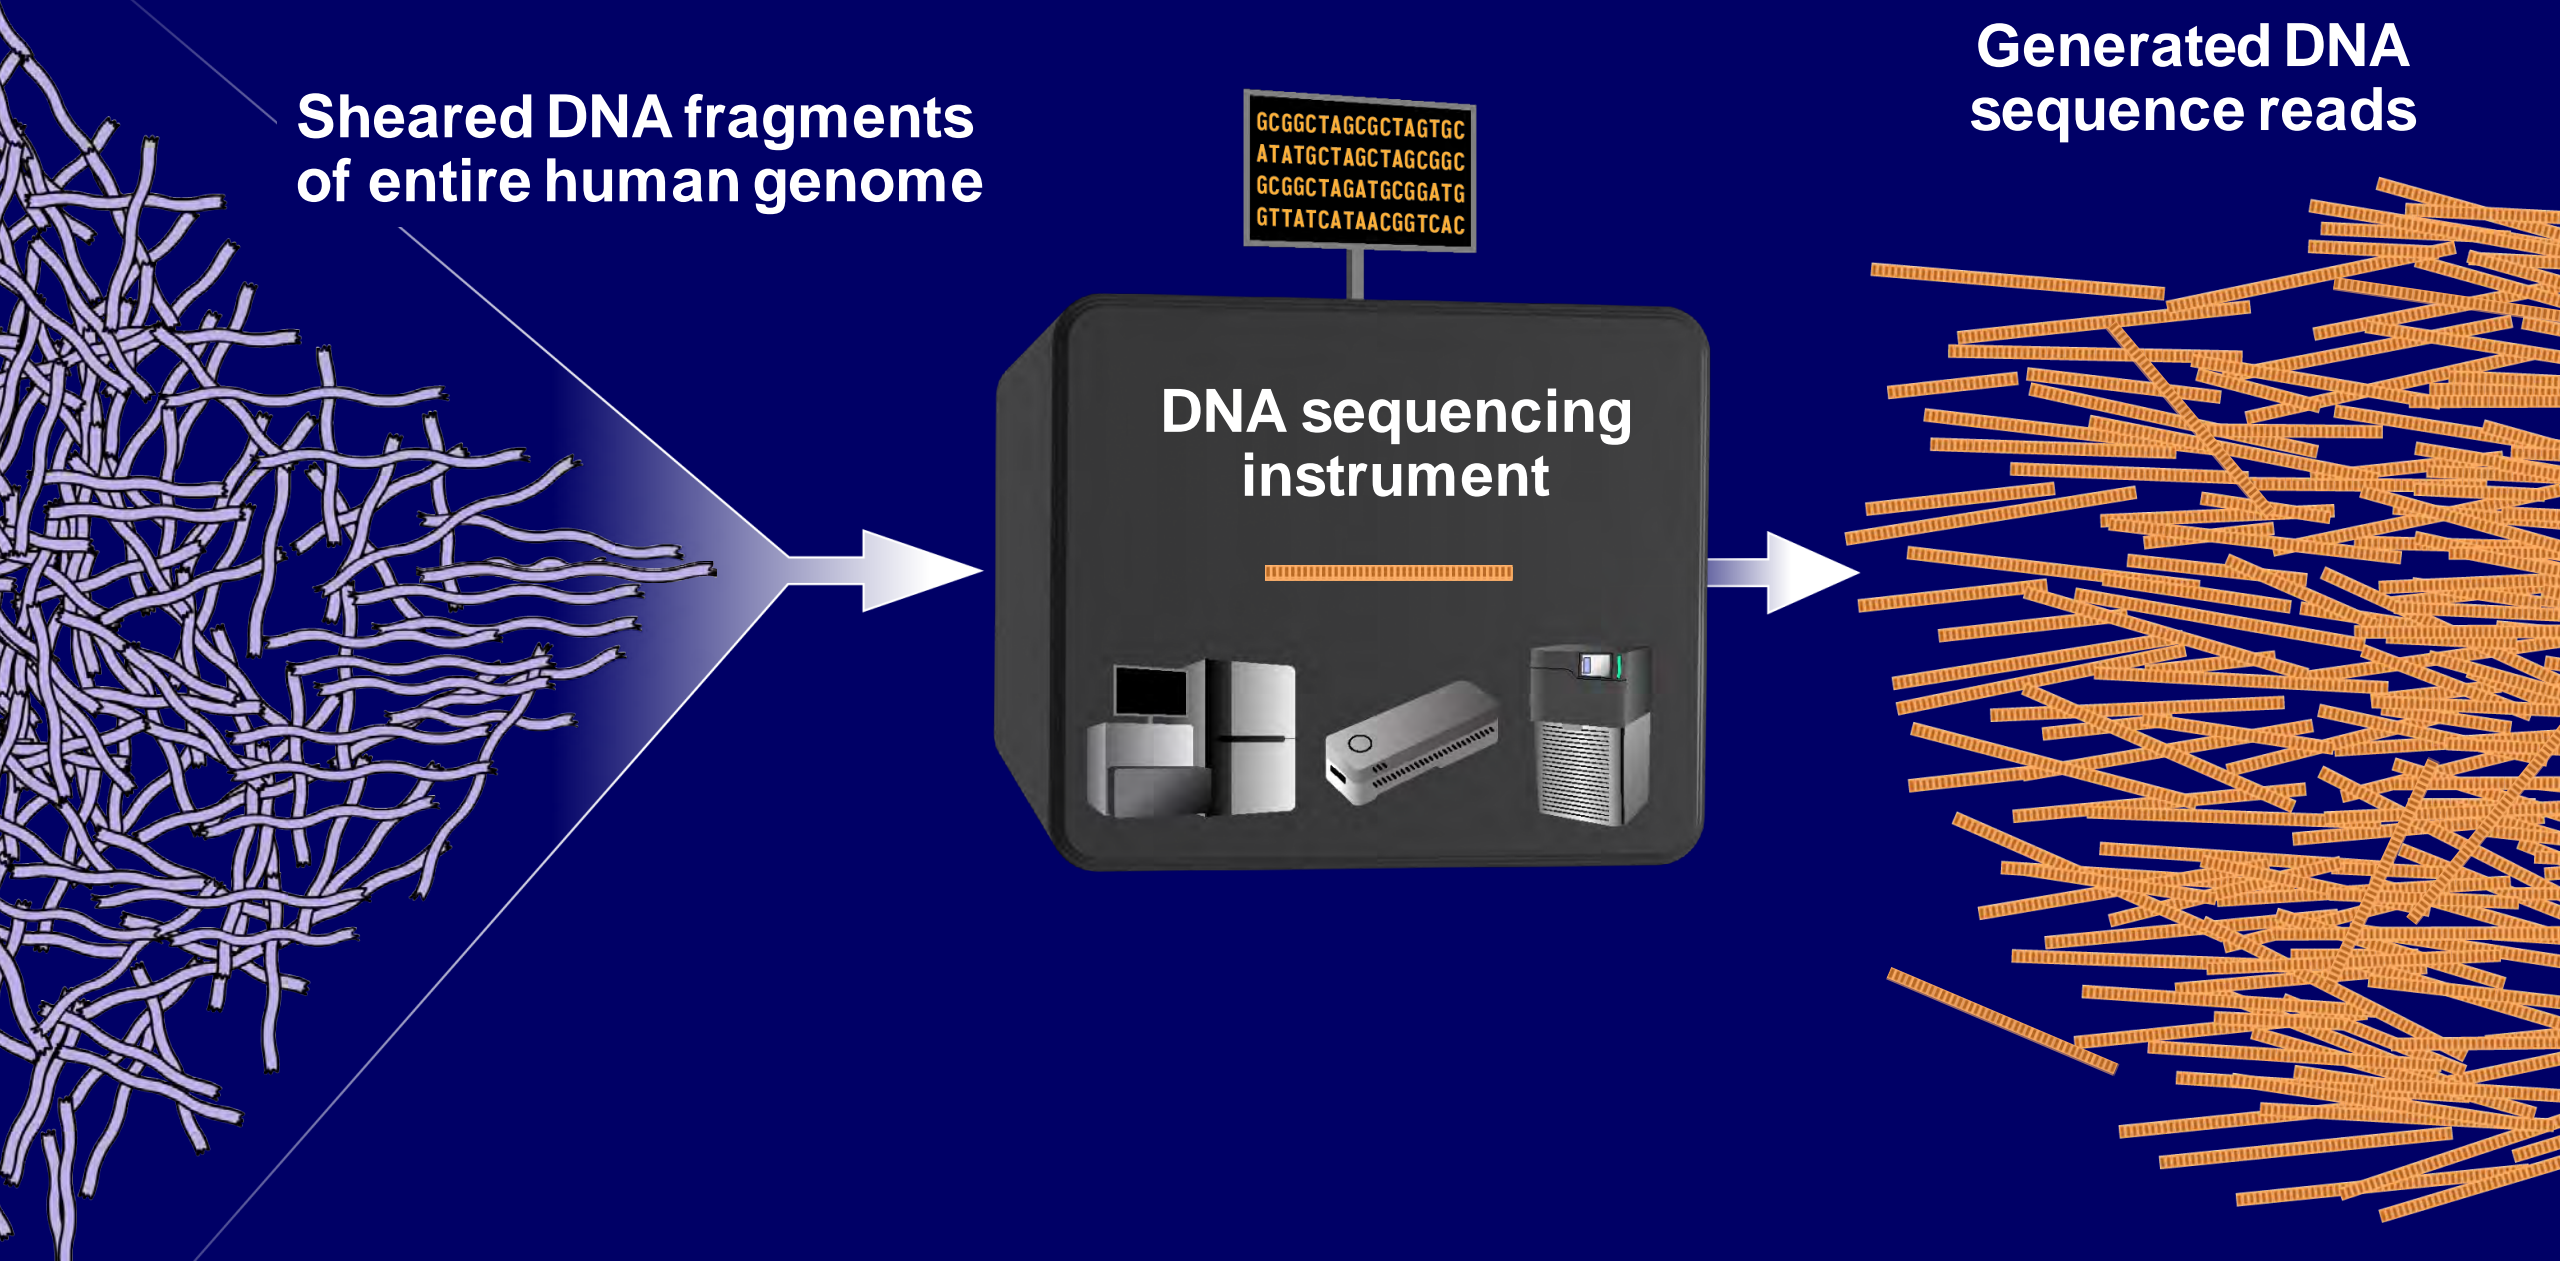 Sheared DNA fragments
of entire human genome
GCGGCTAGCGCTAGTGC
ATATGCTAGCTAGCGGC
GCGGCTAGATGCGGATG
GTTATCATAACGGTCAC
DNA sequencing
instrument
Generated DNA
sequence reads